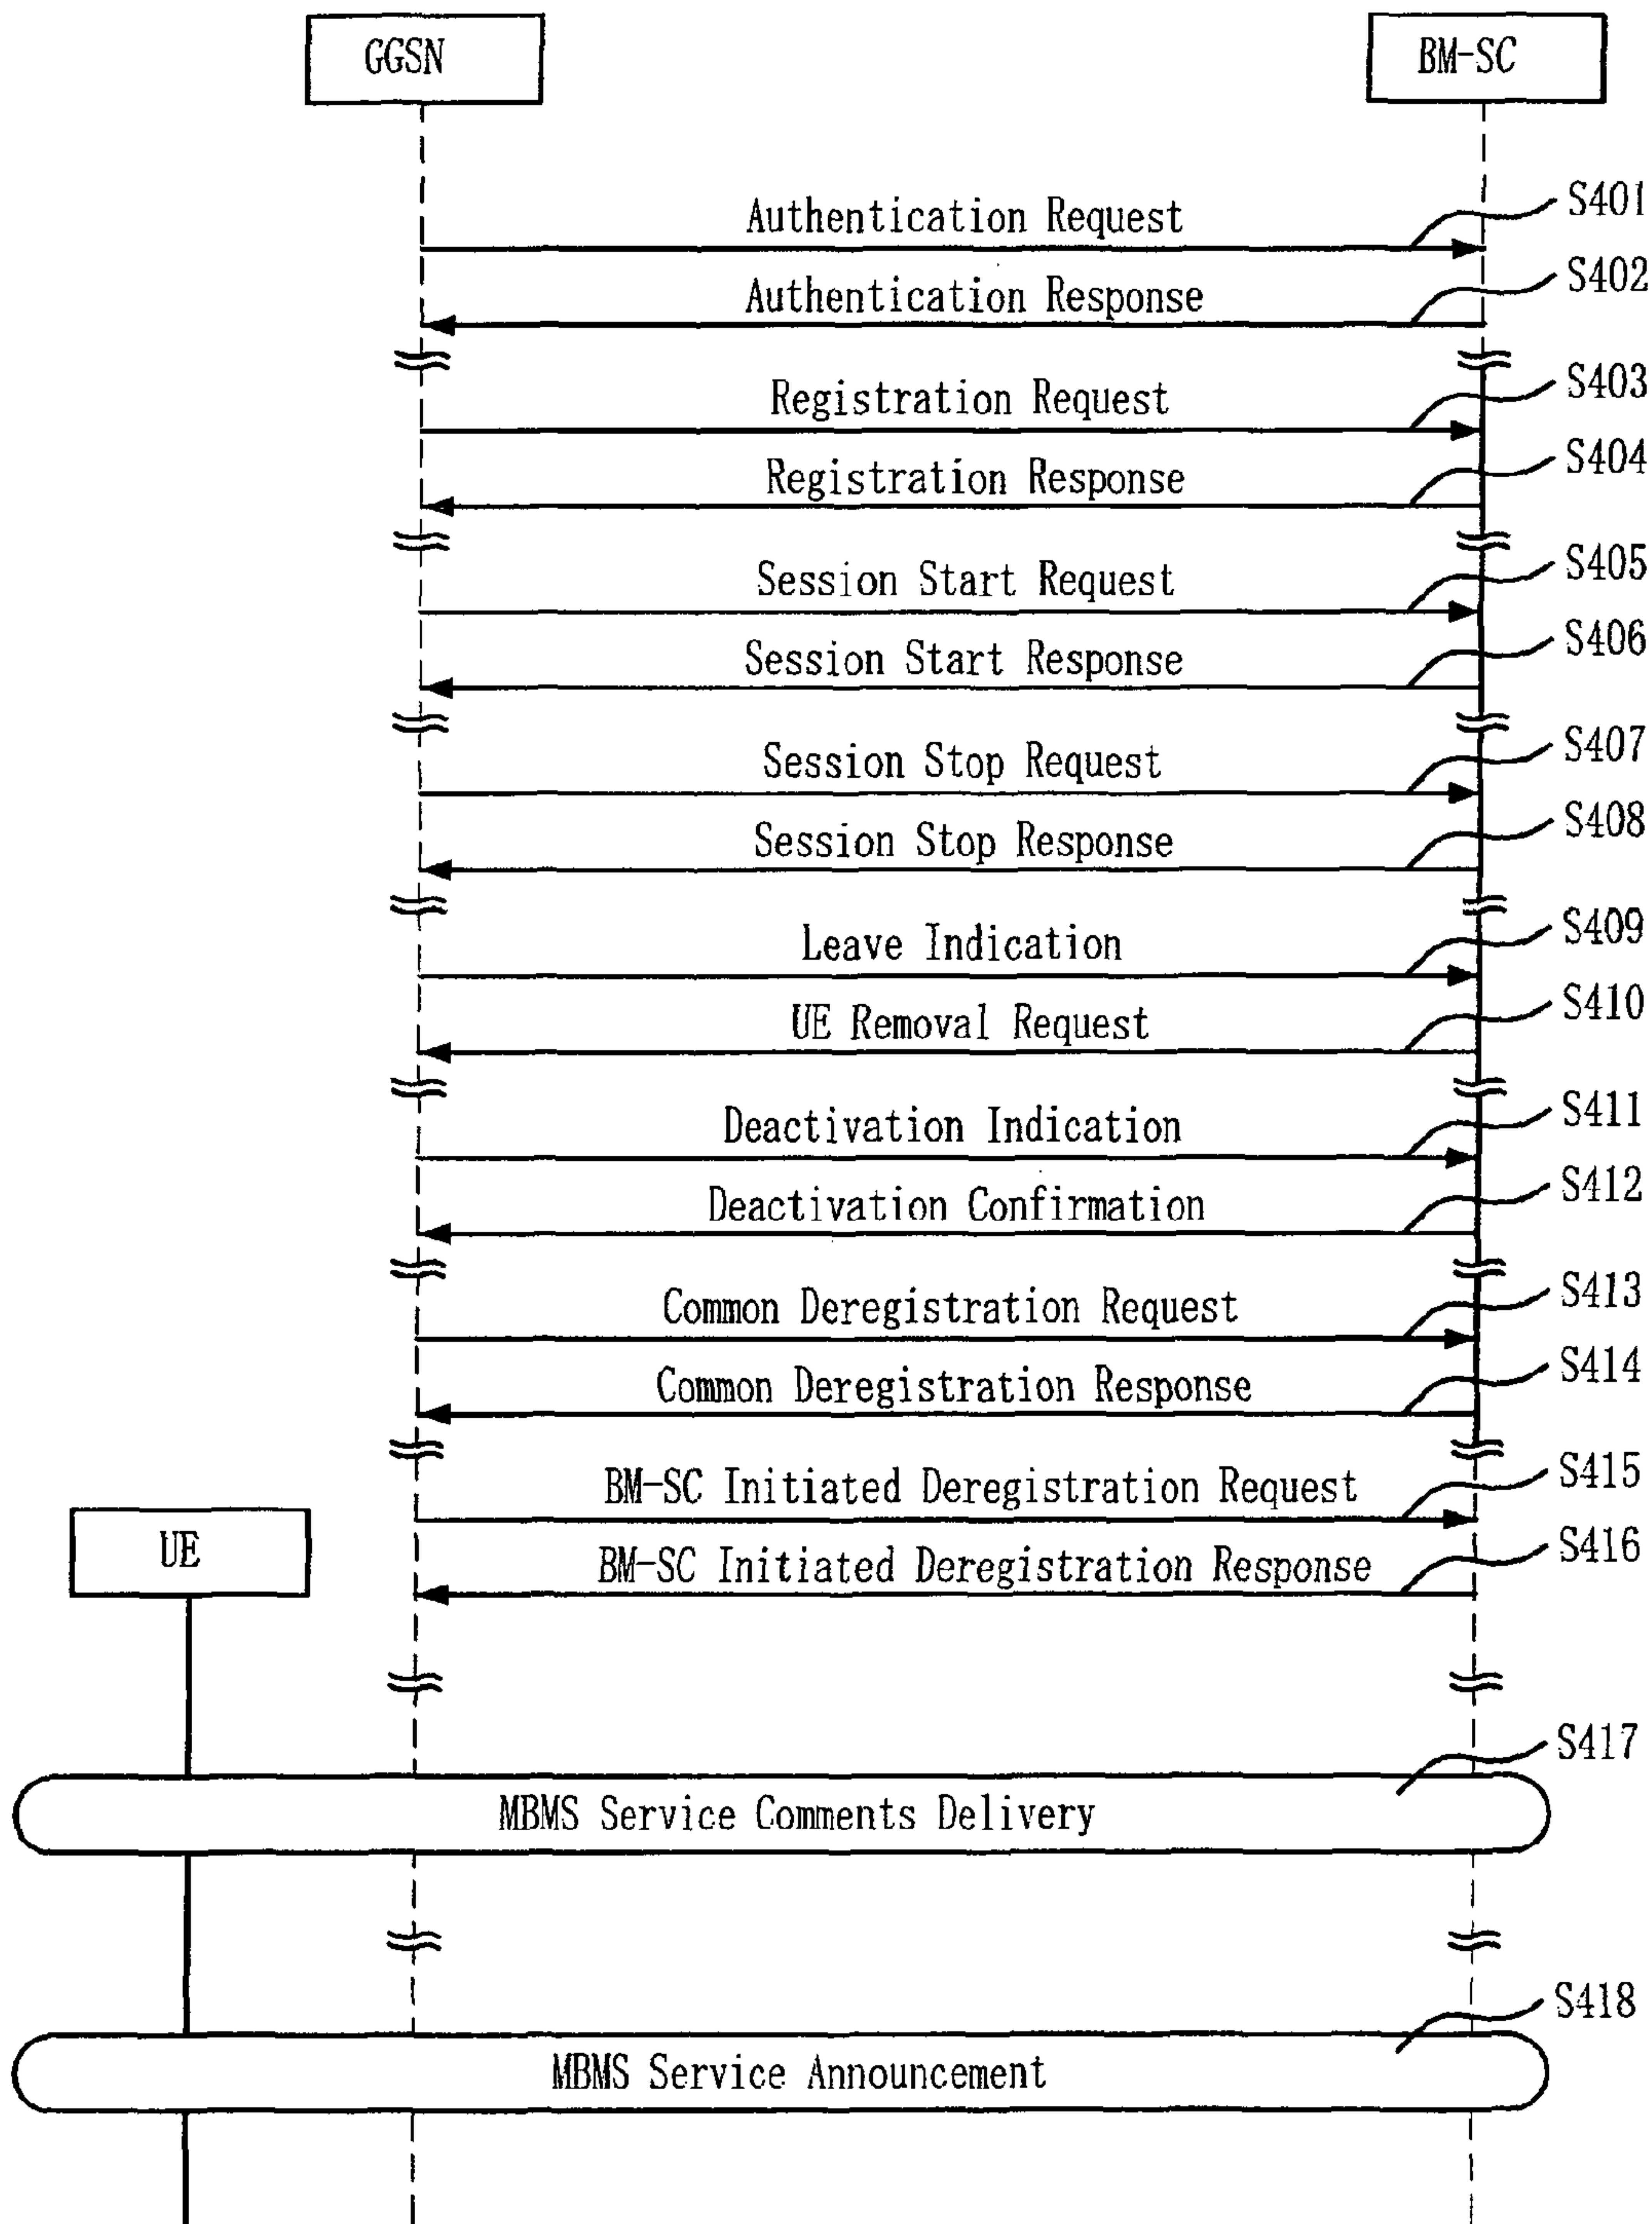 GGSN
BM-SC
Authentication Request
S401
Authentication Response
S402
Registration Request
S403
Registration Response
S404
Session Start Request
S405
Session Start Response
S406
Session Stop Request
S407
Session Stop Response
S408
Leave Indication
S409
UE Removal Request
S410
Deactivation Indication
S411
Deactivation Confirmation
S412
Common Deregistration Request
S413
Common Deregistration Response
S414
BM-SC Initiated Deregistration Request
S415
UE
BM-SC Initiated Deregistration Response
S416
S417
MBMS Service Comments Delivery
S418
MBMS Service Announcement